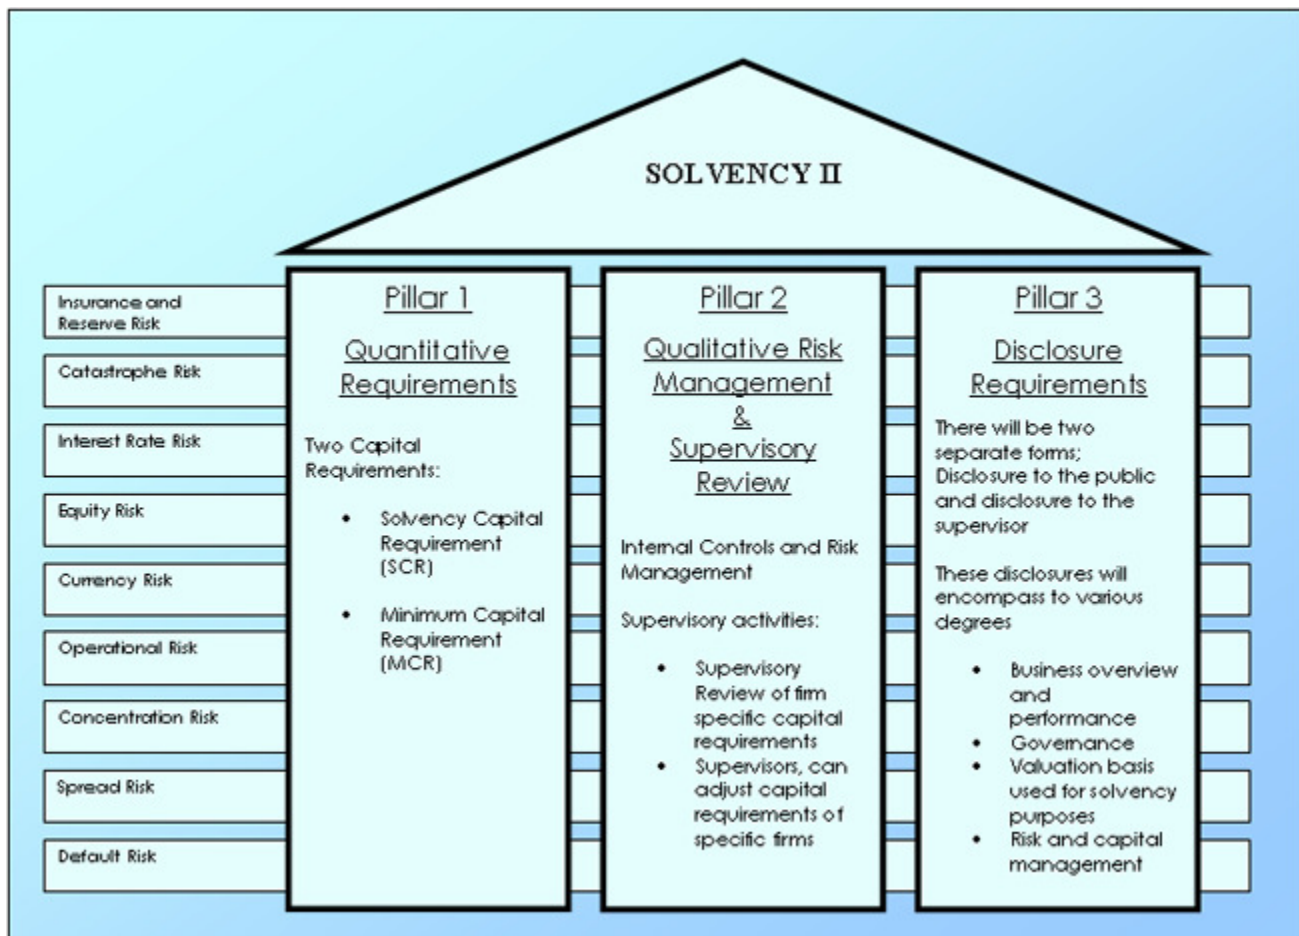 SOLVENCY II
Insurance and
Reserve Risk
Catastrophe Risk
Interest Rate Risk
Equity Risk
Currency Risk
Operational Risk
Concentration Risk
Spread Risk
Default Risk
Pillar 1
Quantitative
Requirements
Two Capital
Requirements:
• Solvency Capital
Requirement
(SCR)
• Minimum Capital
Requirement
(MCR)
Pillar 2
Qualitative Risk
Management
&
Supervisory
Review
Internal Controls and Risk
Management
Supervisory activities:
• Supervisory
Review of firm
specific capital
requirements
• Supervisors, can
adjust capital
requirements of
specific firms
Pillar 3
Disclosure
Requirements
There will be two
separate forms;
Disclosure to the public
and disclosure to the
supervisor
These disclosures will
encompass to various
degrees
• Business overview
and
performance
• Governance
• Valuation basis
used for solvency
purposes
• Risk and capital
management